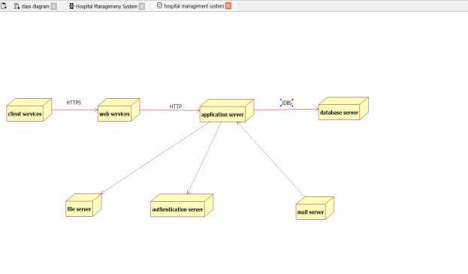 class diagram
Hospital Managemeny System
hospital management system
HTTPS
HTTP
JDBS
client services
web services
application server
database server
file server
authentication server
mail server